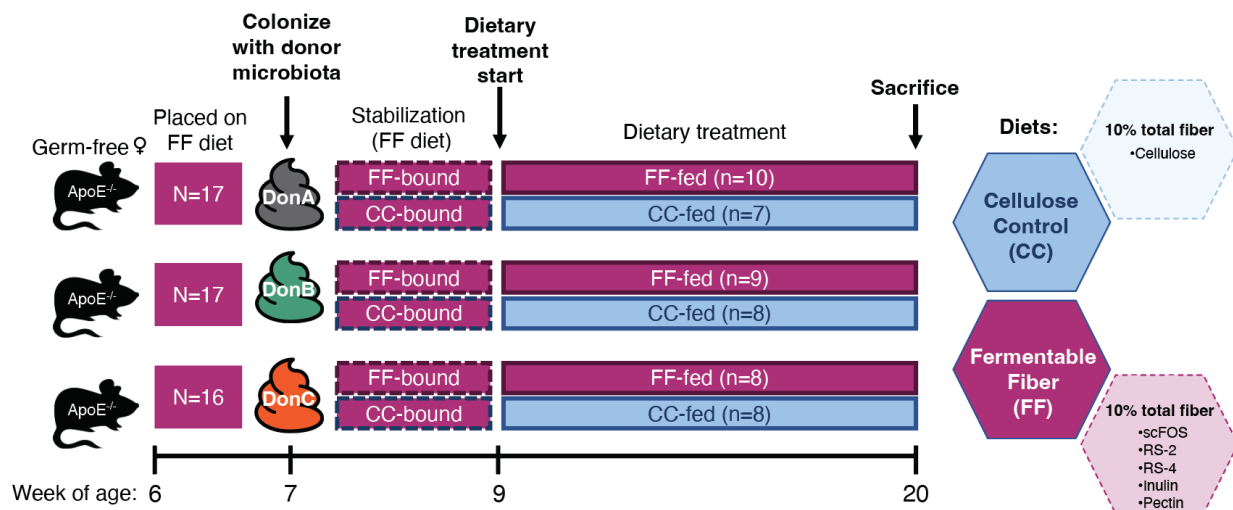 Colonize
with donor
microbiota
Dietary
treatment
start
Sacrifice
Germ-free ♀
Placed on
FF diet
Stabilization
(FF diet)
Dietary treatment
ApoE-/-
N=17
DonA
FF-bound
CC-bound
FF-fed (n=10)
CC-fed (n=7)
ApoE-/-
N=17
DonB
FF-bound
CC-bound
FF-fed (n=9)
CC-fed (n=8)
ApoE-/-
N=16
DonC
FF-bound
CC-bound
FF-fed (n=8)
CC-fed (n=8)
Week of age: 6 7 9 20
Diets:
10% total fiber
•Cellulose
Cellulose
Control
(CC)
Fermentable
Fiber
(FF)
10% total fiber
•scFOS
•RS-2
•RS-4
•Inulin
•Pectin